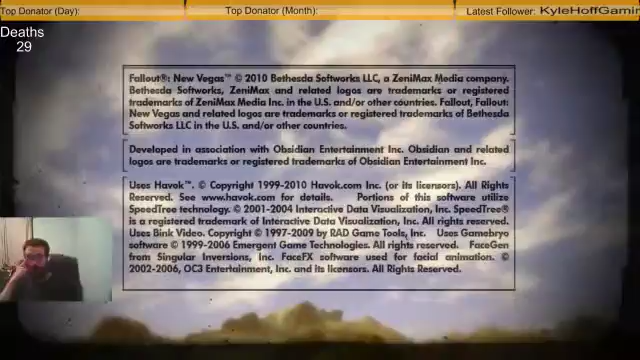 Top Donator (Day):
Top Donator (Month):
Latest Follower: KyleHoffGamin
Deaths
29
Fallout®: New Vegas™ © 2010 Bethesda Softworks LLC, a ZeniMax Media company.
Bethesda Softworks, ZeniMax and related logos are trademarks or registered
trademarks of ZeniMax Media Inc. in the U.S. and/or other countries. Fallout, Fallout:
New Vegas and related logos are trademarks or registered trademarks of Bethesda
Softworks LLC in the U.S. and/or other countries.
Developed in association with Obsidian Entertainment Inc. Obsidian and related
logos are trademarks or registered trademarks of Obsidian Entertainment Inc.
Uses Havok™. © Copyright 1999-2010 Havok.com Inc. (or its licensors). All Rights
Reserved. See www.havok.com for details. Portions of this software utilize
SpeedTree technology. © 2001-2004 Interactive Data Visualization, Inc. SpeedTree®
is a registered trademark of Interactive Data Visualization, Inc. All rights reserved.
Uses Bink Video. Copyright © 1997-2009 by RAD Game Tools, Inc. Uses Gamebryo
software © 1999-2006 Emergent Game Technologies. All rights reserved. FaceGen
from Singular Inversions, Inc. FaceFX software used for facial animation. ©
2002-2006, OC3 Entertainment, Inc. and its licensors. All Rights Reserved.